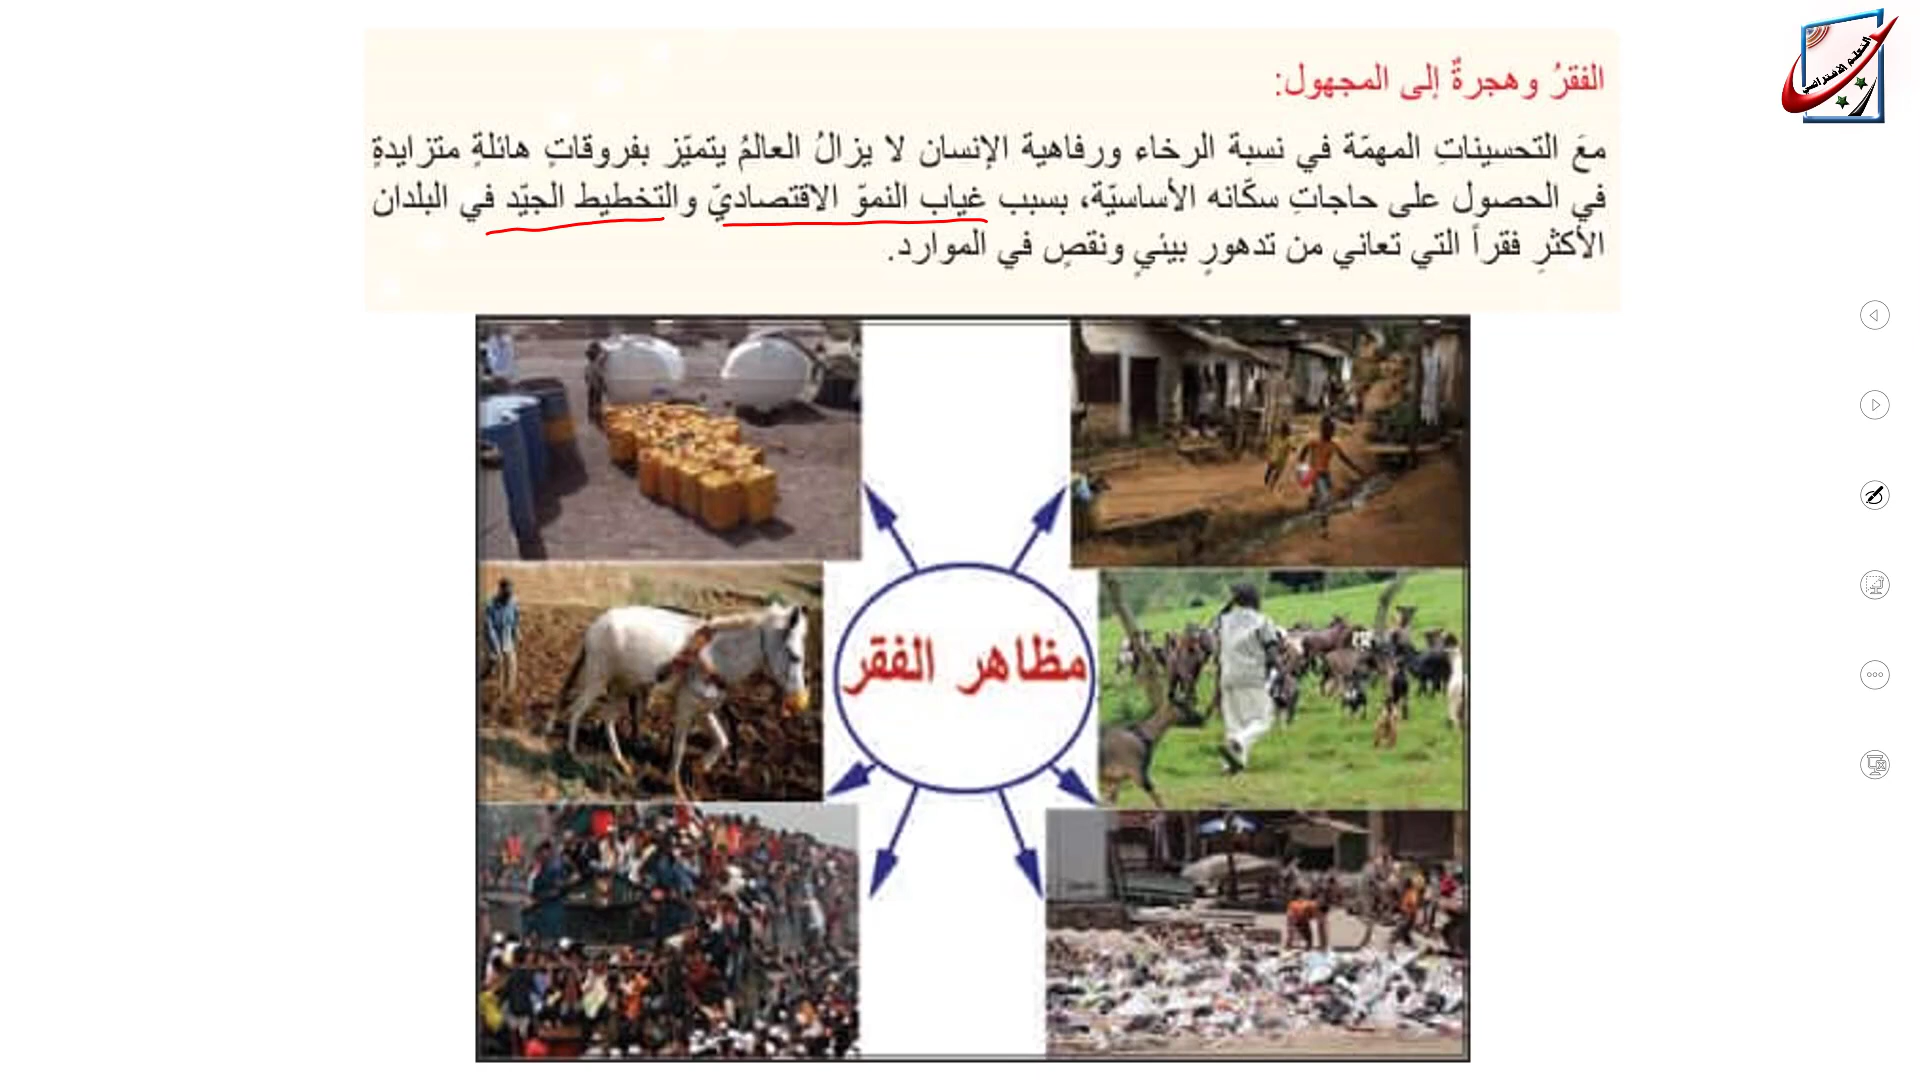 التعلم الافتراضي
الفقرُ وهجرةٌ إلى المجهول:
معَ التحسيناتِ المهمّة في نسبة الرخاء ورفاهية الإنسان لا يزالُ العالمُ يتميّز بفروقاتٍ هائلةٍ متزايدةٍ
في الحصول على حاجاتِ سكّانه الأساسيّة، بسبب غياب النموّ الاقتصاديّ والتخطيط الجيّد في البلدان
الأكثرِ فقراً التي تعاني من تدهورٍ بيئيٍ ونقصٍ في الموارد.
مظاهر الفقر